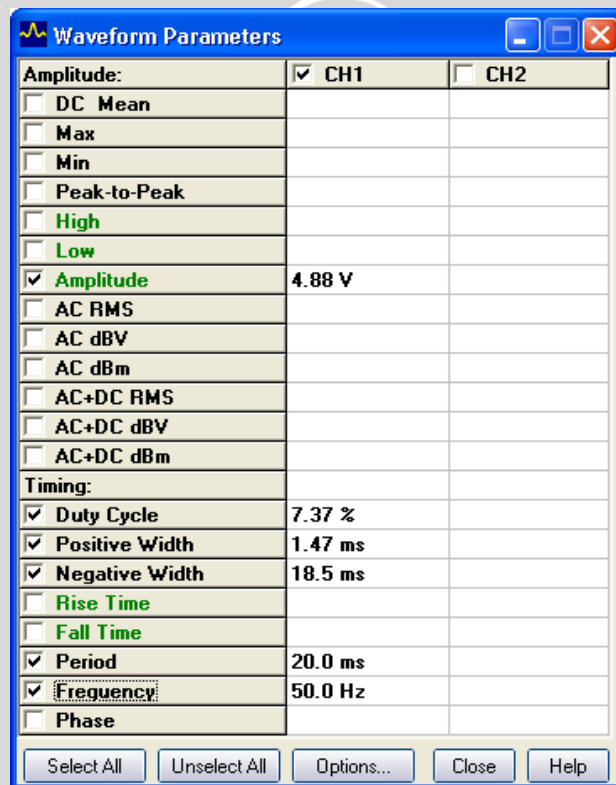 Waveform Parameters
Amplitude: CH1 CH2
DC Mean
Max
Min
Peak-to-Peak
High
Low
Amplitude 4.88 V
AC RMS
AC dBV
AC dBm
AC+DC RMS
AC+DC dBV
AC+DC dBm
Timing:
Duty Cycle 7.37 %
Positive Width 1.47 ms
Negative Width 18.5 ms
Rise Time
Fall Time
Period 20.0 ms
Freguency 50.0 Hz
Phase
Select All Unselect All Options... Close Help